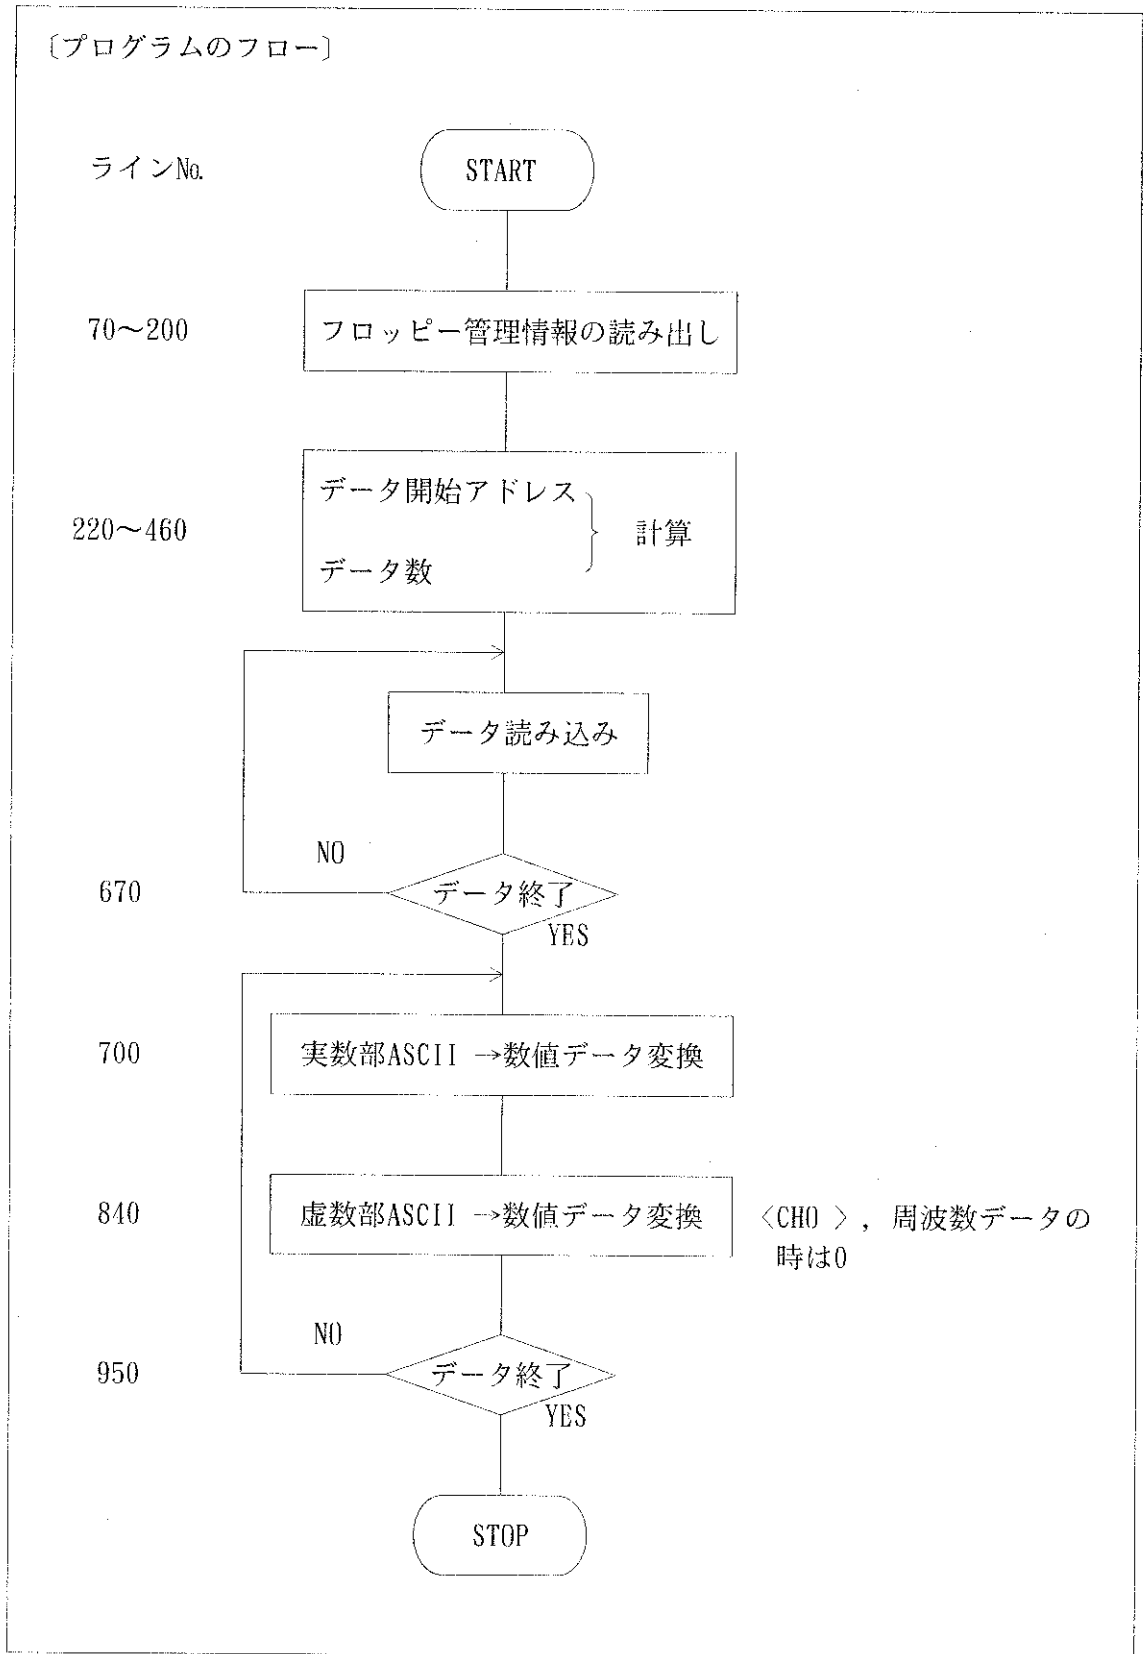 〔プログラムのフロー〕
ラインNo.
START
70～200
フロッピー管理情報の読み出し
データ開始アドレス
220～460
計算
データ数
データ読み込み
NO
670
データ終了
YES
700
実数部ASCII →数値データ変換
840
虚数部ASCII →数値データ変換
〈CH0 〉, 周波数データの
時は0
NO
950
データ終了
YES
STOP